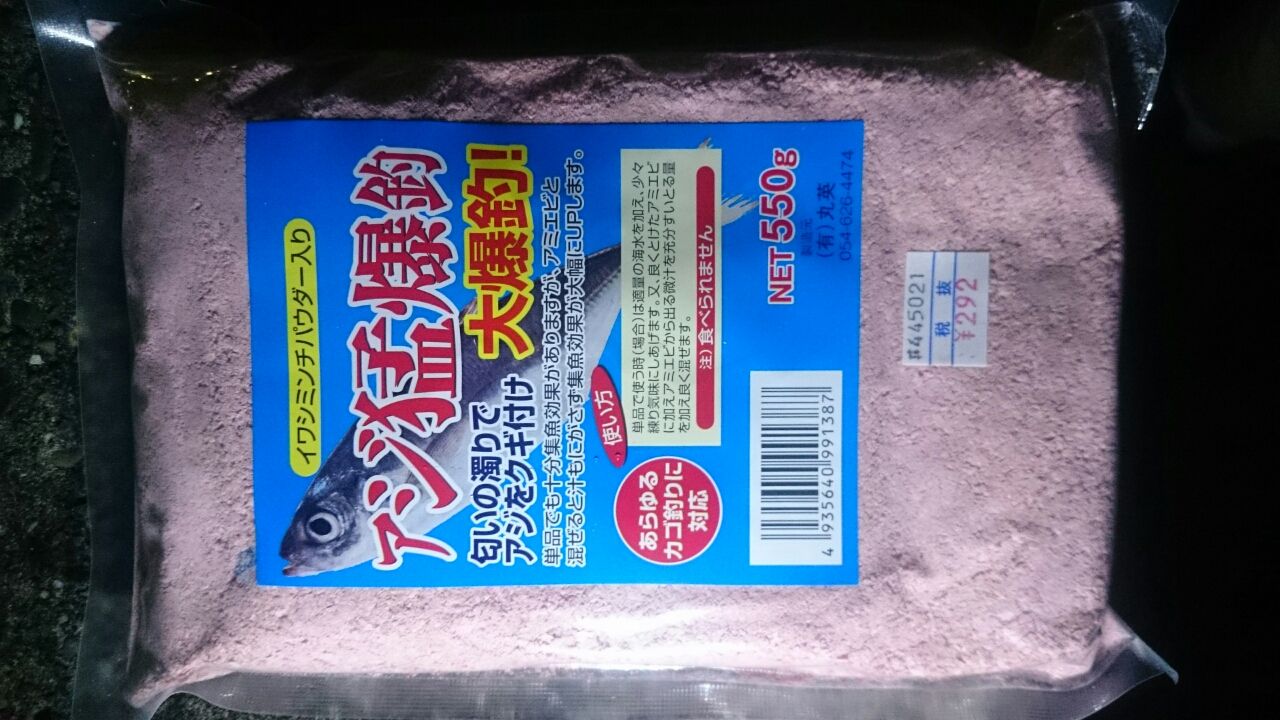 イワシミンチパウダー入り
アジ猛爆釣
匂いの濁りで
アジをクギ付け
大爆釣!
単品でも十分集魚効果がありますが、アミエビと
混ぜると汁もにがさず集魚効果が大幅にUPします。
使い方
単品で使う時(場合)は適量の海水を加え、少々
練り気味にしあげます。又、良くとけたアミエビ
に加えアミエビから出る微汁を充分すいとる量
を加え良く混ぜます。
注)食べられません
あらゆる
カゴ釣りに
対応
NET 550g
製造元
(有)丸英
054-626-4474
4 935640 991387
#445021
税 抜
¥292